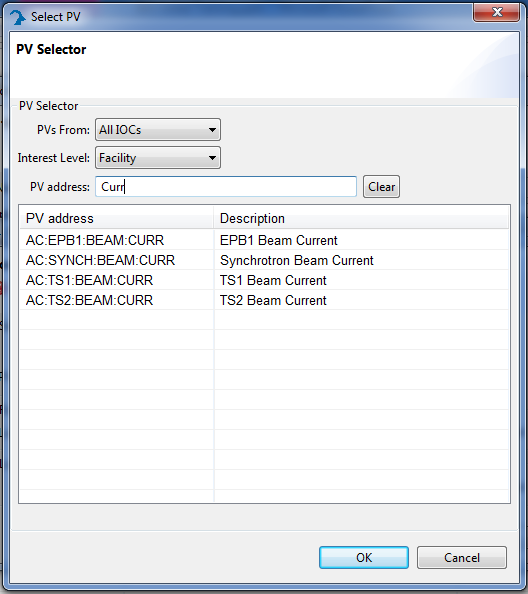 Select PV
PV Selector
PV Selector
PVs From: All IOCs
Interest Level: Facility
PV address: Curr Clear
PV address Description
AC:EPB1:BEAM:CURR EPB1 Beam Current
AC:SYNCH:BEAM:CURR Synchrotron Beam Current
AC:TS1:BEAM:CURR TS1 Beam Current
AC:TS2:BEAM:CURR TS2 Beam Current
OK Cancel